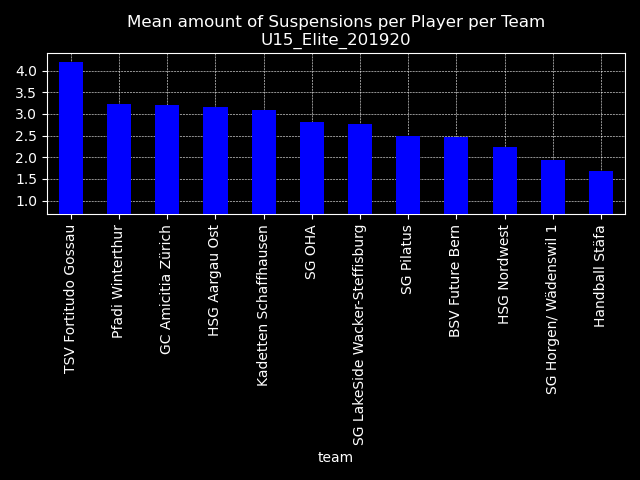 Mean amount of Suspensions per Player per Team
U15_Elite_201920
4.0
3.5
3.0
2.5
2.0
1.5
1.0
TSV Fortitudo Gossau
Pfadi Winterthur
GC Amicitia Zürich
HSG Aargau Ost
Kadetten Schaffhausen
SG OHA
SG LakeSide Wacker-Steffisburg
SG Pilatus
BSV Future Bern
HSG Nordwest
SG Horgen/ Wädenswil 1
Handball Stäfa
team